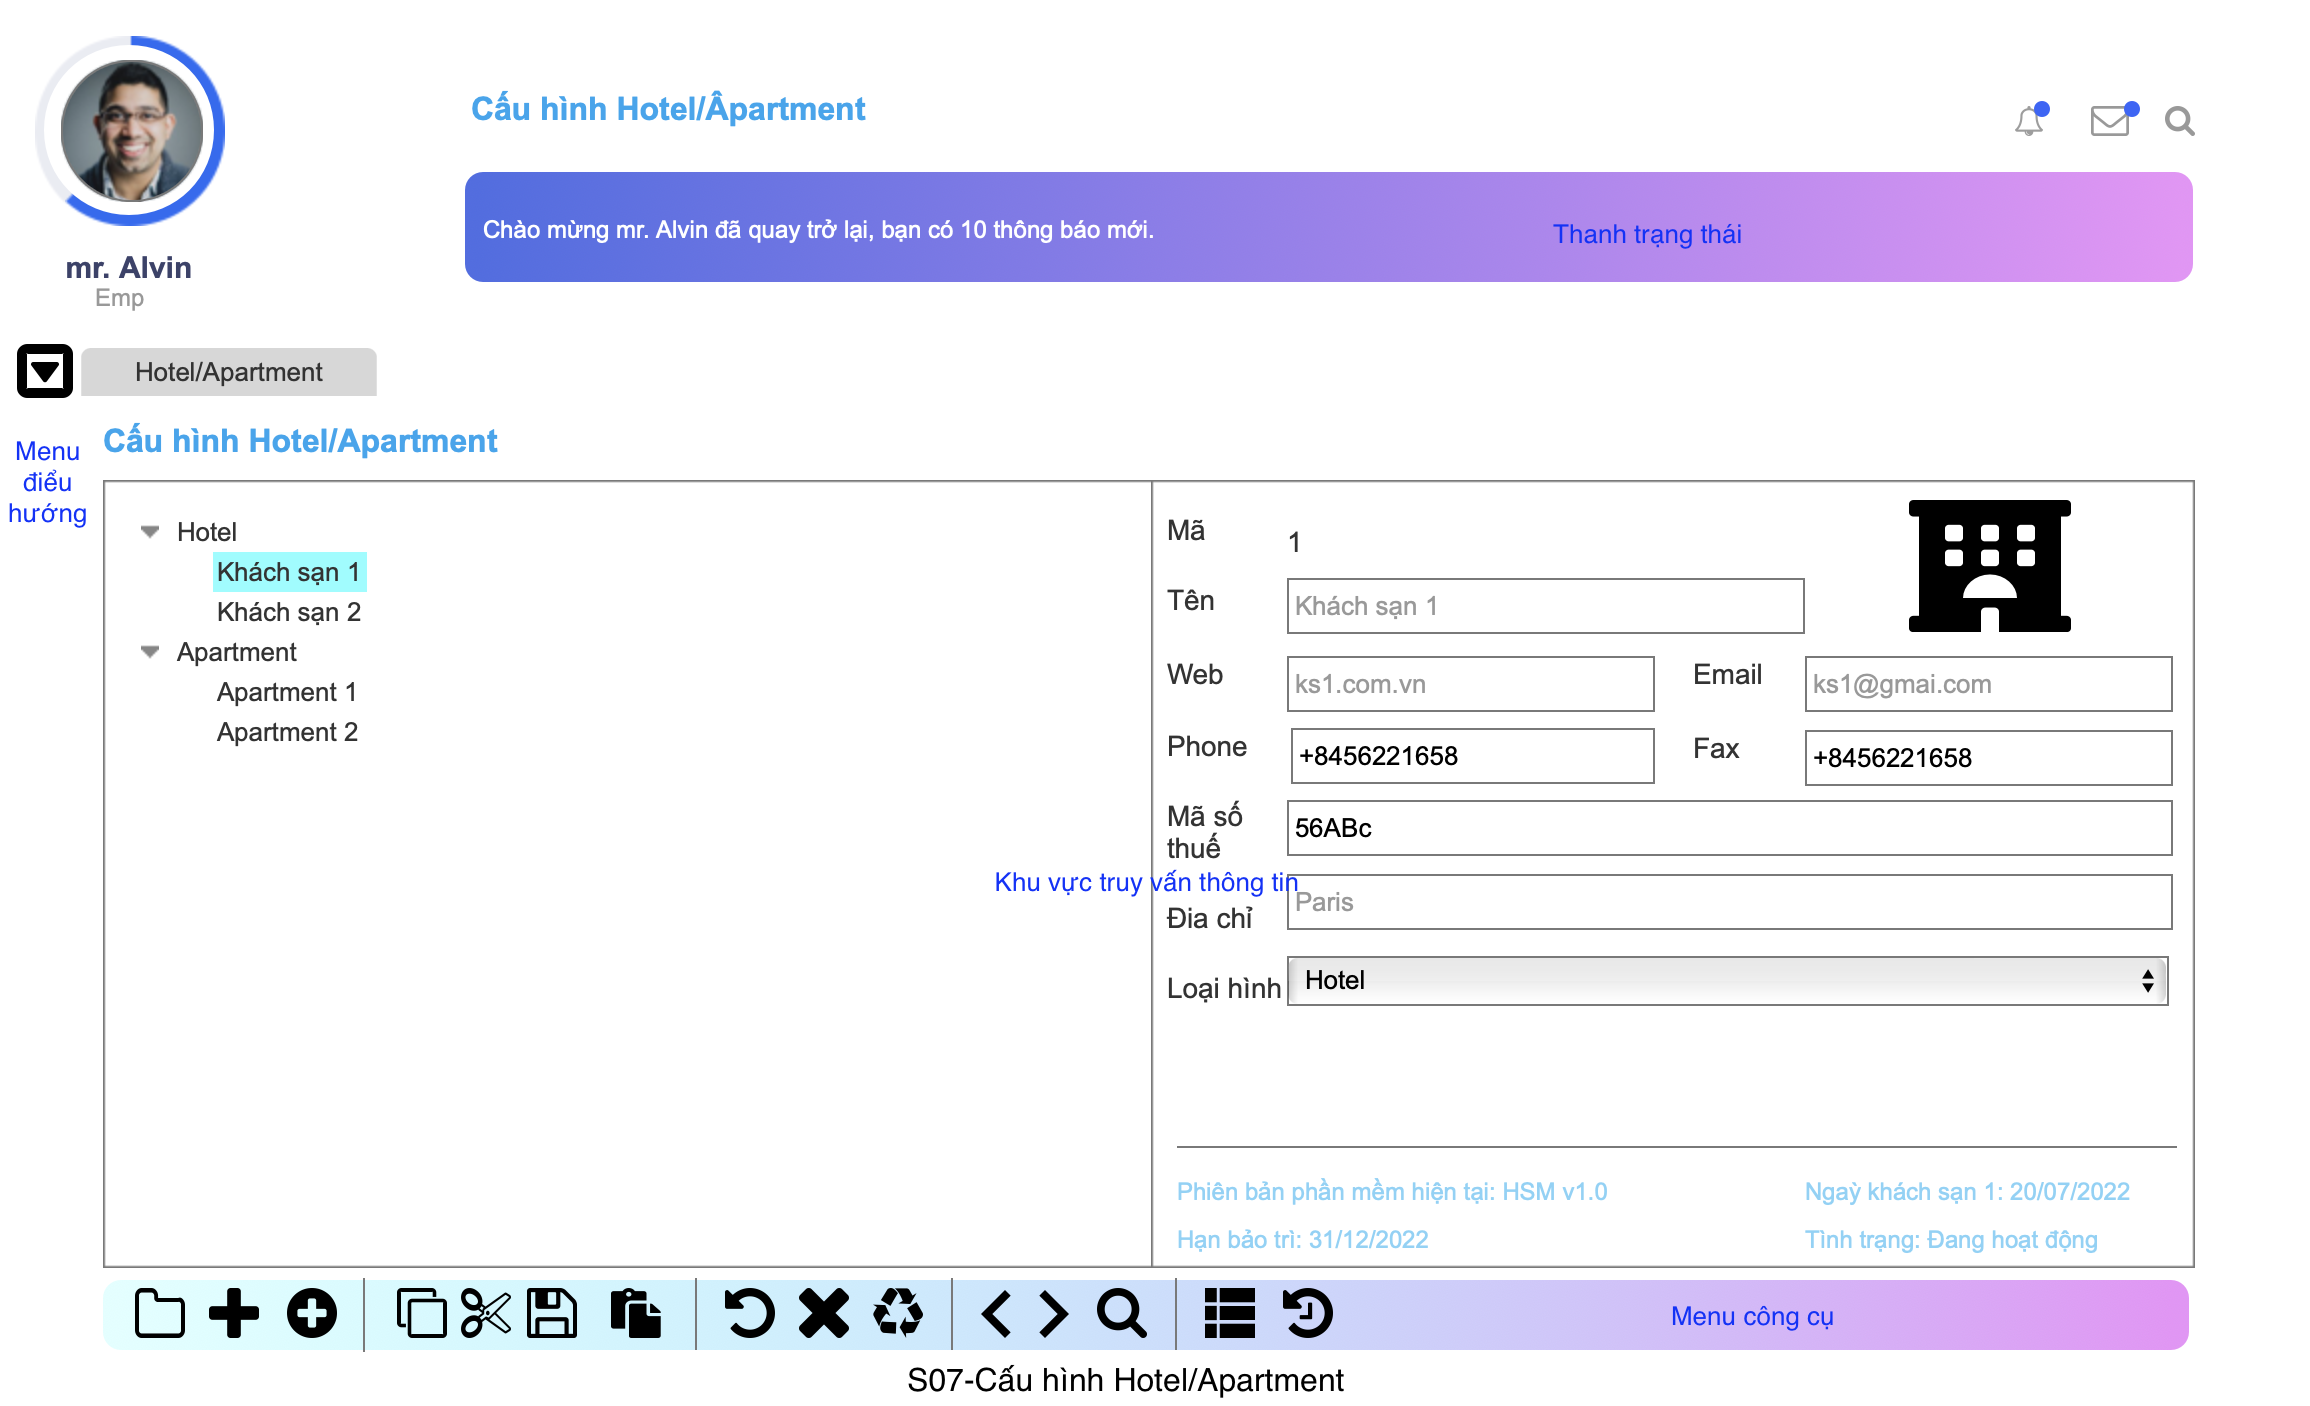 Cấu hình Hotel/Âpartment
Chào mừng mr. Alvin đã quay trở lại, bạn có 10 thông báo mới.
Thanh trạng thái
mr. Alvin
Emp
Hotel/Apartment
Menu
điểu
hướng
Cấu hình Hotel/Apartment
Hotel
Khách sạn 1
Khách sạn 2
Apartment
Apartment 1
Apartment 2
Mã
1
Tên
Khách sạn 1
Web
ks1.com.vn
Email
ks1@gmai.com
Phone
+8456221658
Fax
+8456221658
Mã số
thuế
56ABc
Khu vực truy vấn thông tin
Đia chỉ
Paris
Loại hình
Hotel
Phiên bản phần mềm hiện tại: HSM v1.0
Ngaỳ khách sạn 1: 20/07/2022
Hạn bảo trì: 31/12/2022
Tình trạng: Đang hoạt động
Menu công cụ
S07-Cấu hình Hotel/Apartment